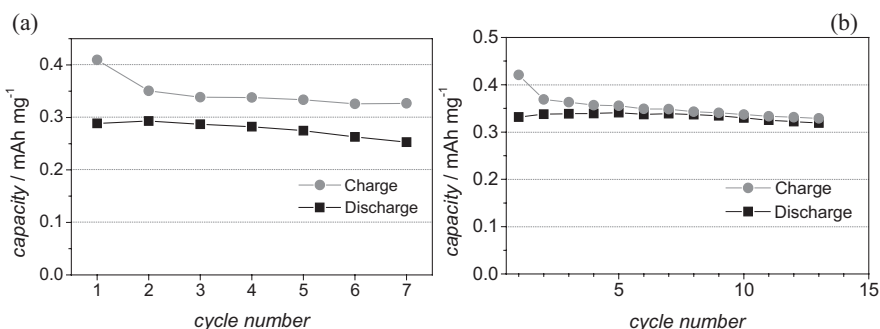 (a)
capacity / mAh mg-1
0.4
0.3
0.2
0.1
0.0
Charge
Discharge
1 2 3 4 5 6 7
cycle number
(b)
capacity / mAh mg-1
0.5
0.4
0.3
0.2
0.1
0.0
Charge
Discharge
5 10 15
cycle number